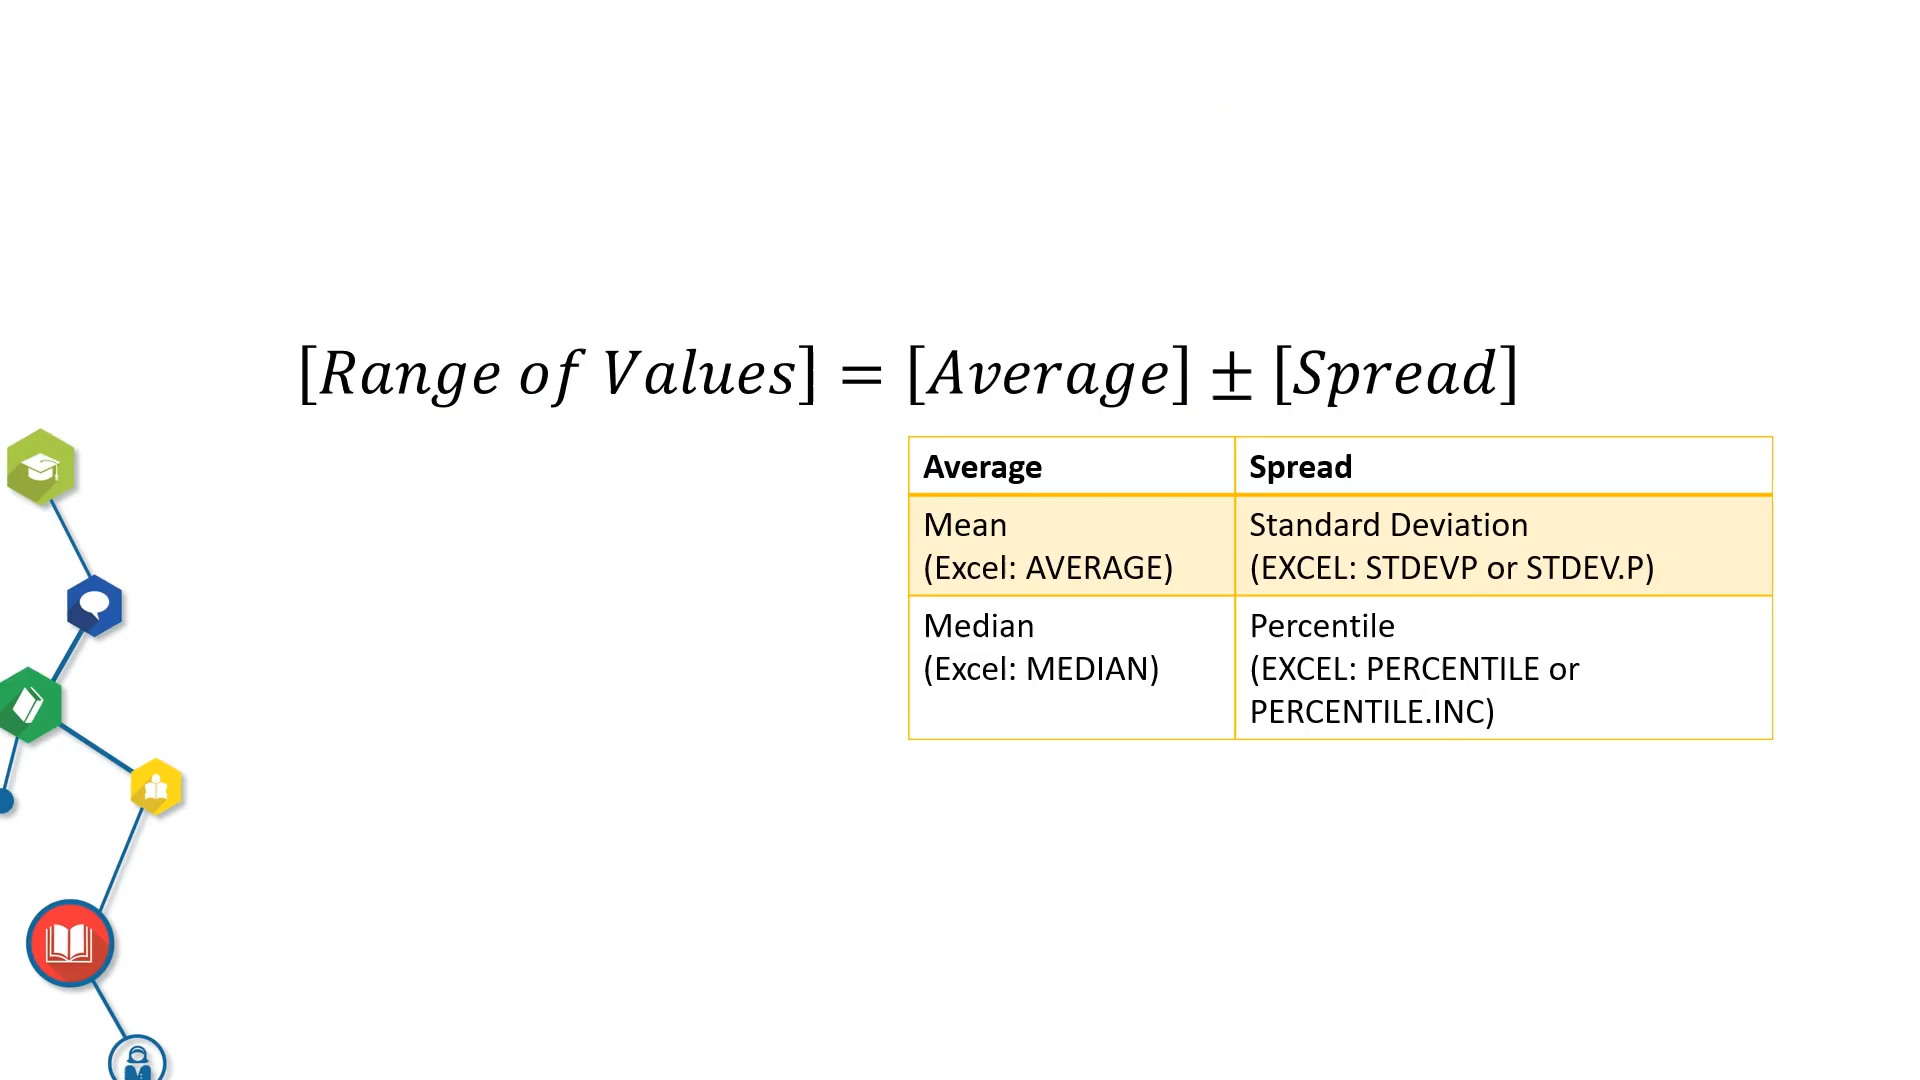 [Range of Values] = [Average] ± [Spread]
Average Spread
Mean Standard Deviation
(Excel: AVERAGE) (EXCEL: STDEVP or STDEV.P)
Median Percentile
(Excel: MEDIAN) (EXCEL: PERCENTILE or
PERCENTILE.INC)